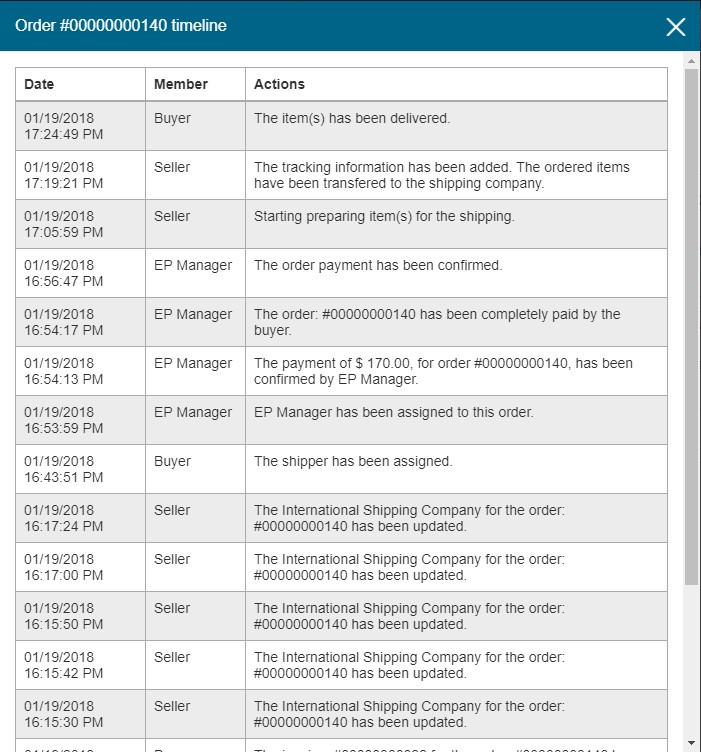 Order #00000000140 timeline
Date Member Actions
01/19/2018 Buyer The item(s) has been delivered.
17:24:49 PM
01/19/2018 Seller The tracking information has been added. The ordered items
17:19:21 PM have been transfered to the shipping company.
01/19/2018 Seller Starting preparing item(s) for the shipping.
17:05:59 PM
01/19/2018 EP Manager The order payment has been confirmed.
16:56:47 PM
01/19/2018 EP Manager The order: #00000000140 has been completely paid by the
16:54:17 PM buyer.
01/19/2018 EP Manager The payment of $ 170.00, for order #00000000140, has been
16:54:13 PM confirmed by EP Manager.
01/19/2018 EP Manager EP Manager has been assigned to this order.
16:53:59 PM
01/19/2018 Buyer The shipper has been assigned.
16:43:51 PM
01/19/2018 Seller The International Shipping Company for the order:
16:17:24 PM #00000000140 has been updated.
01/19/2018 Seller The International Shipping Company for the order:
16:17:00 PM #00000000140 has been updated.
01/19/2018 Seller The International Shipping Company for the order:
16:15:50 PM #00000000140 has been updated.
01/19/2018 Seller The International Shipping Company for the order:
16:15:42 PM #00000000140 has been updated.
01/19/2018 Seller The International Shipping Company for the order:
16:15:30 PM #00000000140 has been updated.